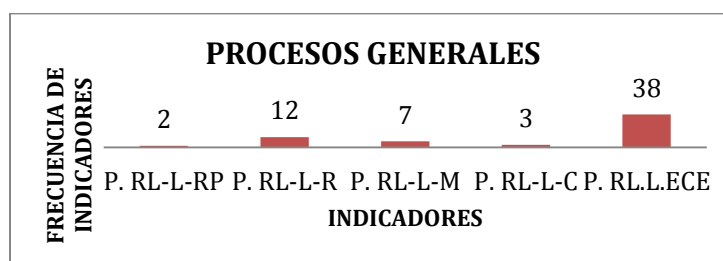 PROCESOS GENERALES
FRECUENCIA DE
INDICADORES
2
12
7
3
38
P. RL-L-RP P. RL-L-R P. RL-L-M P. RL-L-C P. RL.L.ECE
INDICADORES